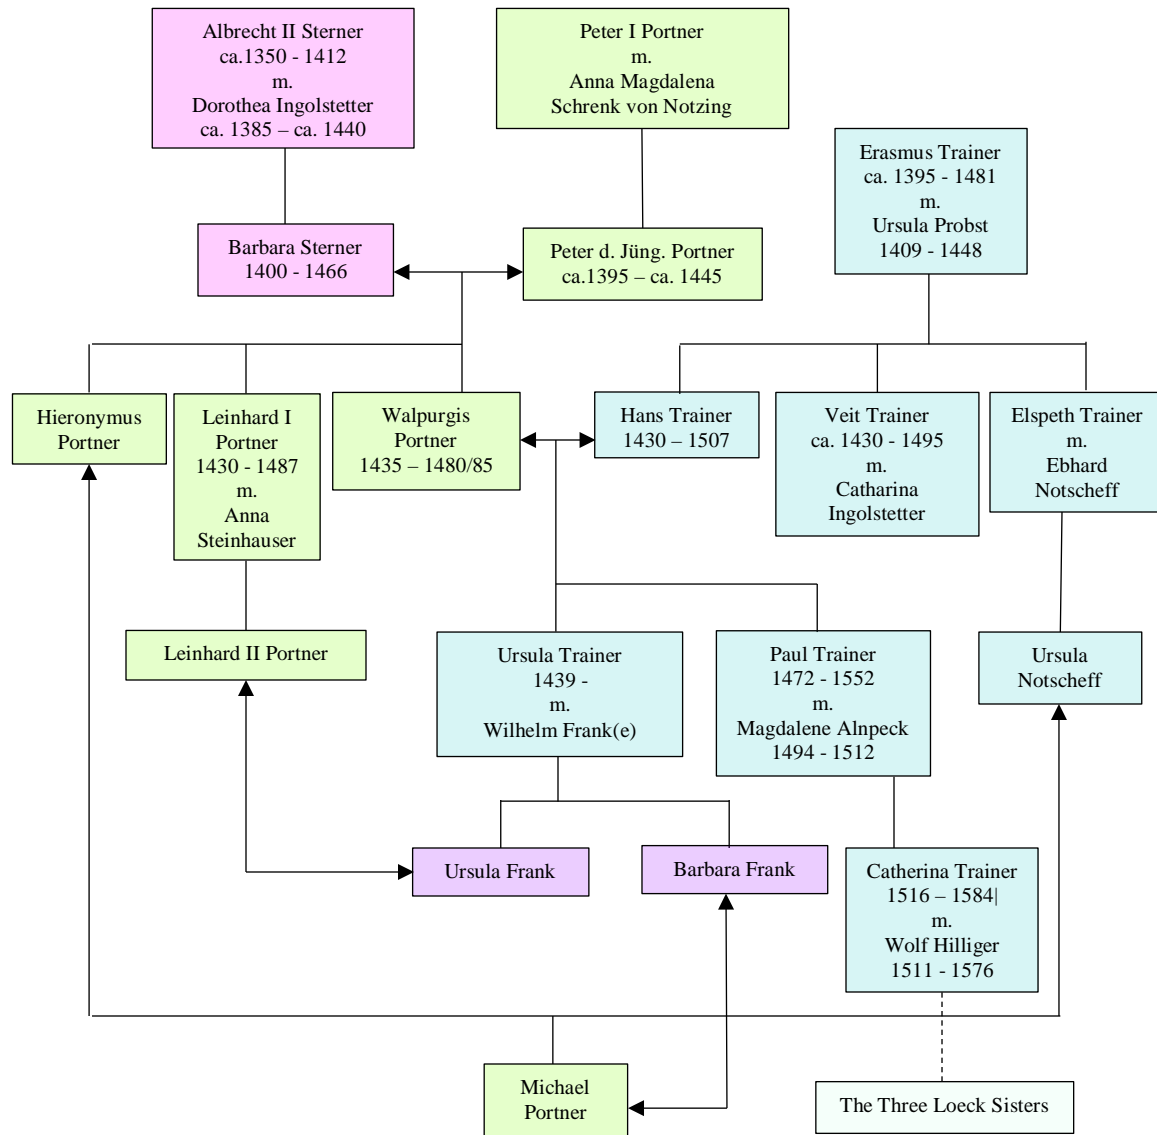 Albrecht II Sterner
ca.1350 - 1412
m.
Dorothea Ingolstetter
ca. 1385 – ca. 1440
Peter I Portner
m.
Anna Magdalena
Schrenk von Notzing
Erasmus Trainer
ca. 1395 - 1481
m.
Ursula Probst
1409 - 1448
Barbara Sterner
1400 - 1466
Peter d. Jüng. Portner
ca.1395 – ca. 1445
Hieronymus
Portner
Leinhard I
Portner
1430 - 1487
m.
Anna
Steinhauser
Walpurgis
Portner
1435 – 1480/85
Hans Trainer
1430 – 1507
Veit Trainer
ca. 1430 - 1495
m.
Catharina
Ingolstetter
Elspeth Trainer
m.
Ebhard
Notscheff
Leinhard II Portner
Ursula Trainer
1439 -
m.
Wilhelm Frank(e)
Paul Trainer
1472 - 1552
m.
Magdalene Alnpeck
1494 - 1512
Ursula
Notscheff
Ursula Frank
Barbara Frank
Catherina Trainer
1516 – 1584|
m.
Wolf Hilliger
1511 - 1576
Michael
Portner
The Three Loeck Sisters